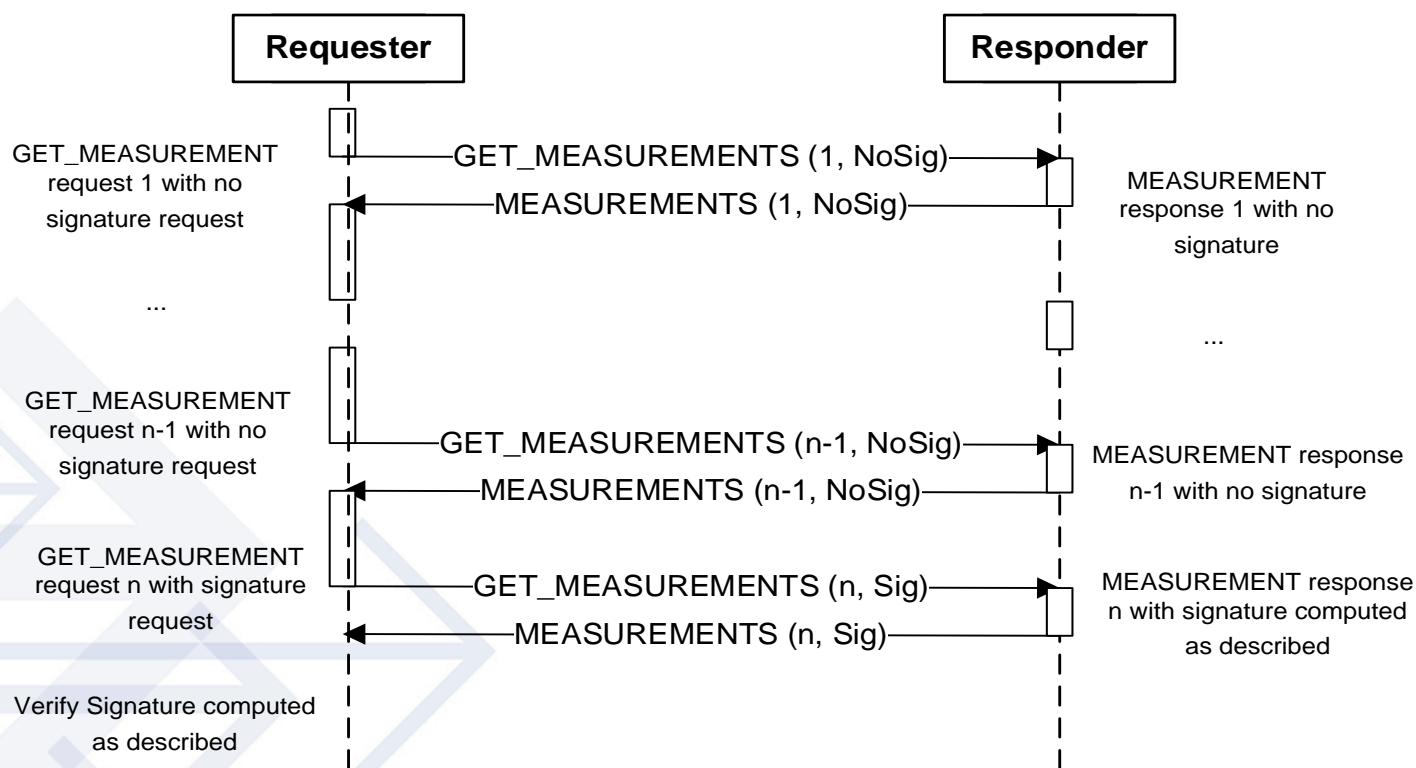 Requester
Responder
GET_MEASUREMENT
request 1 with no
signature request
GET_MEASUREMENTS (1, NoSig)
MEASUREMENTS (1, NoSig)
MEASUREMENT
response 1 with no
signature
...
...
GET_MEASUREMENT
request n-1 with no
signature request
GET_MEASUREMENTS (n-1, NoSig)
MEASUREMENTS (n-1, NoSig)
MEASUREMENT response
n-1 with no signature
GET_MEASUREMENT
request n with signature
request
GET_MEASUREMENTS (n, Sig)
MEASUREMENTS (n, Sig)
MEASUREMENT response
n with signature computed
as described
Verify Signature computed
as described